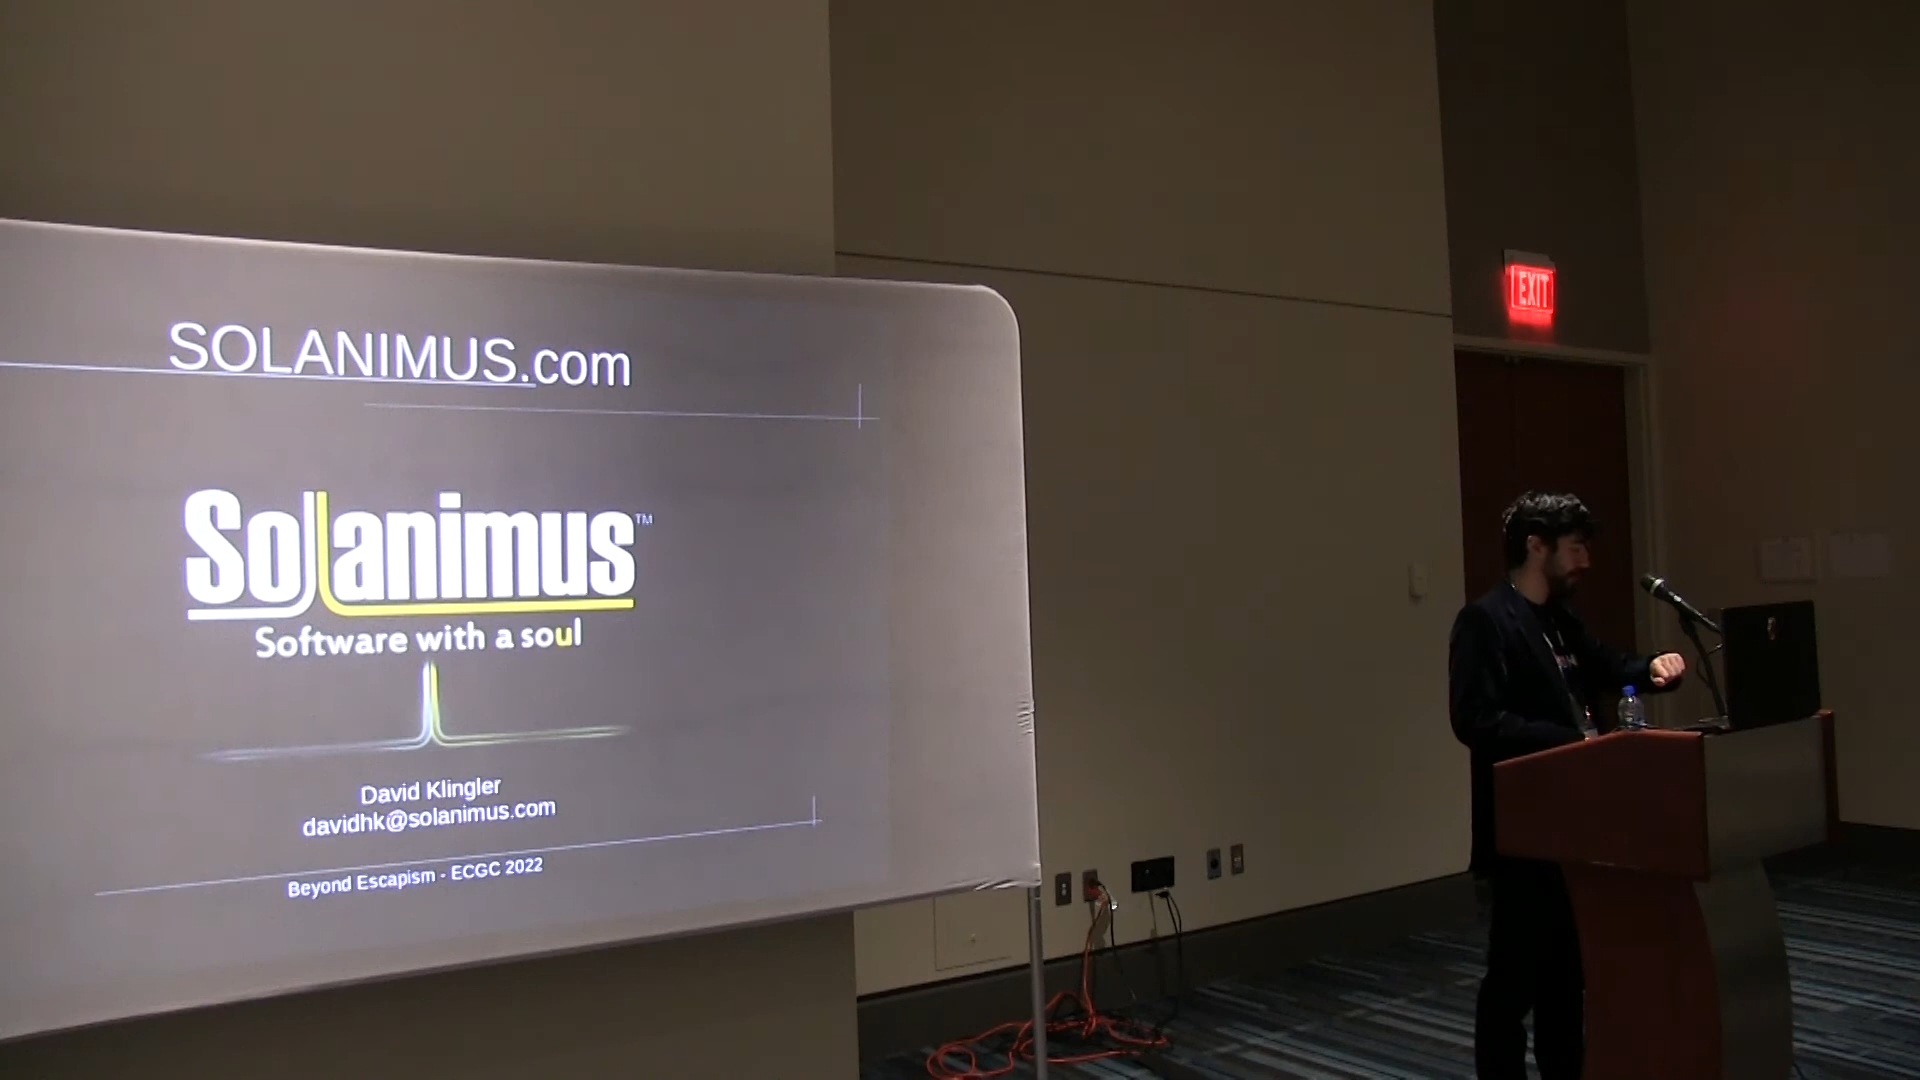 SOLANIMUS.com
Solanimus™
Software with a soul
David Klingler
davidhk@solanimus.com
Beyond Escapism - ECGC 2022
EXIT